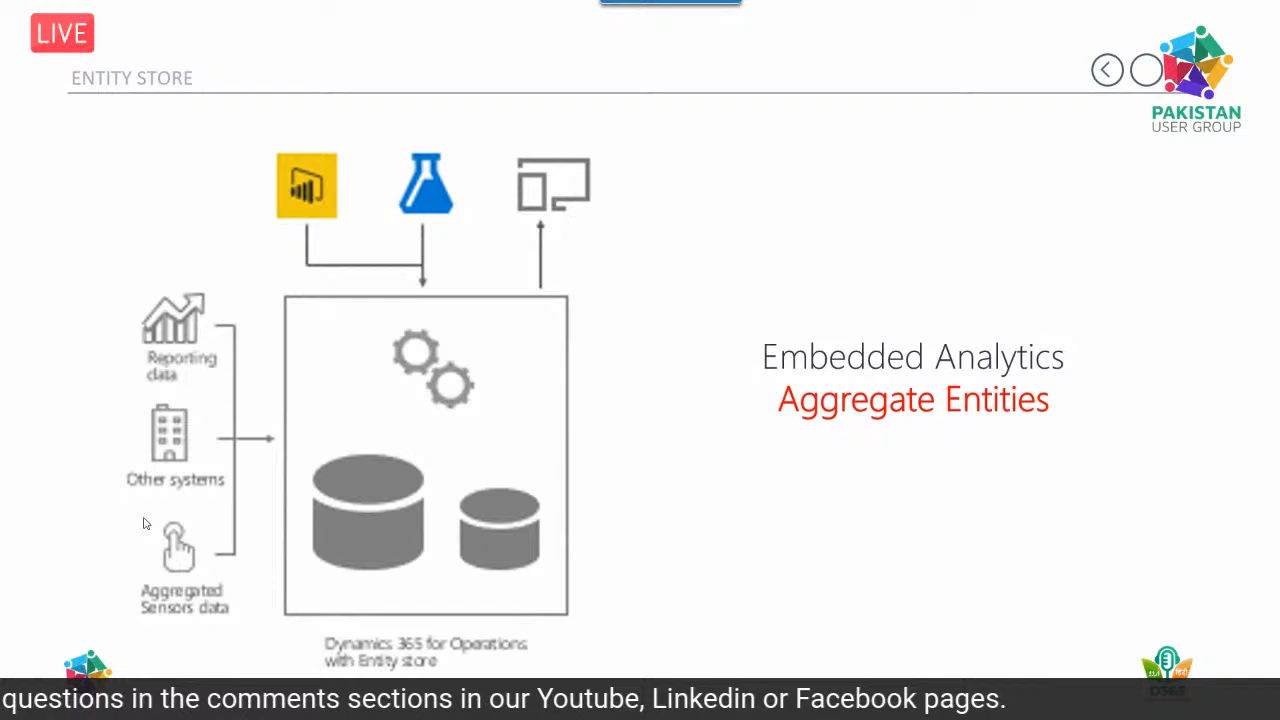 LIVE
ENTITY STORE
PAKISTAN
USER GROUP
Embedded Analytics
Aggregate Entities
Reporting
data
Other systems
Aggregated
Sensors data
Dynamics 365 for Operations
with Entity store
D365
questions in the comments sections in our Youtube, Linkedin or Facebook pages.